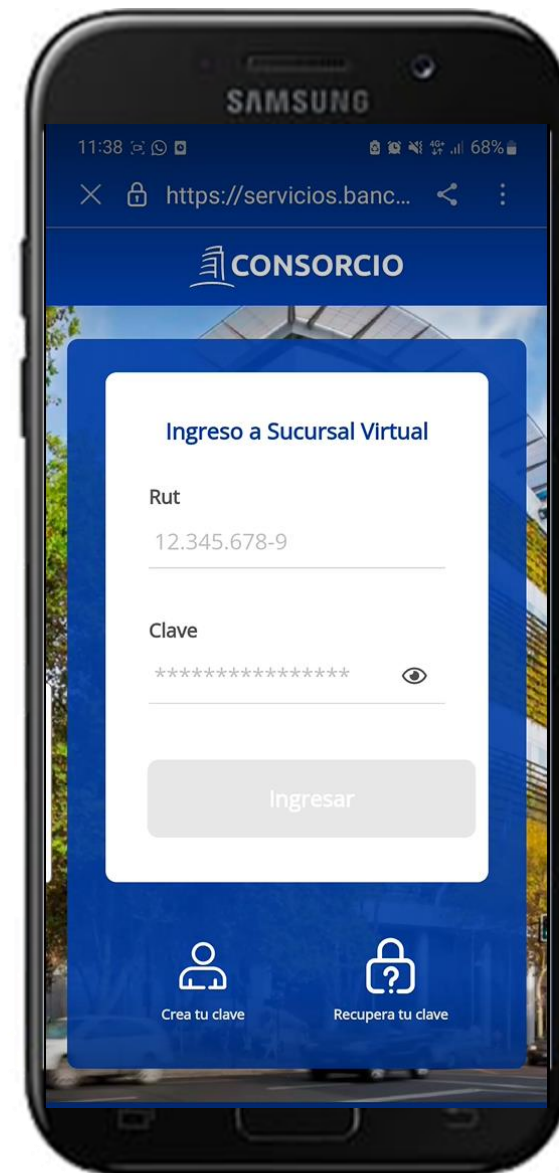 SAMSUNG
11:38 4G+ 68%
https://servicios.banc...
CONSORCIO
Ingreso a Sucursal Virtual
Rut
12.345.678-9
Clave
****************
Ingresar
Crea tu clave
Recupera tu clave